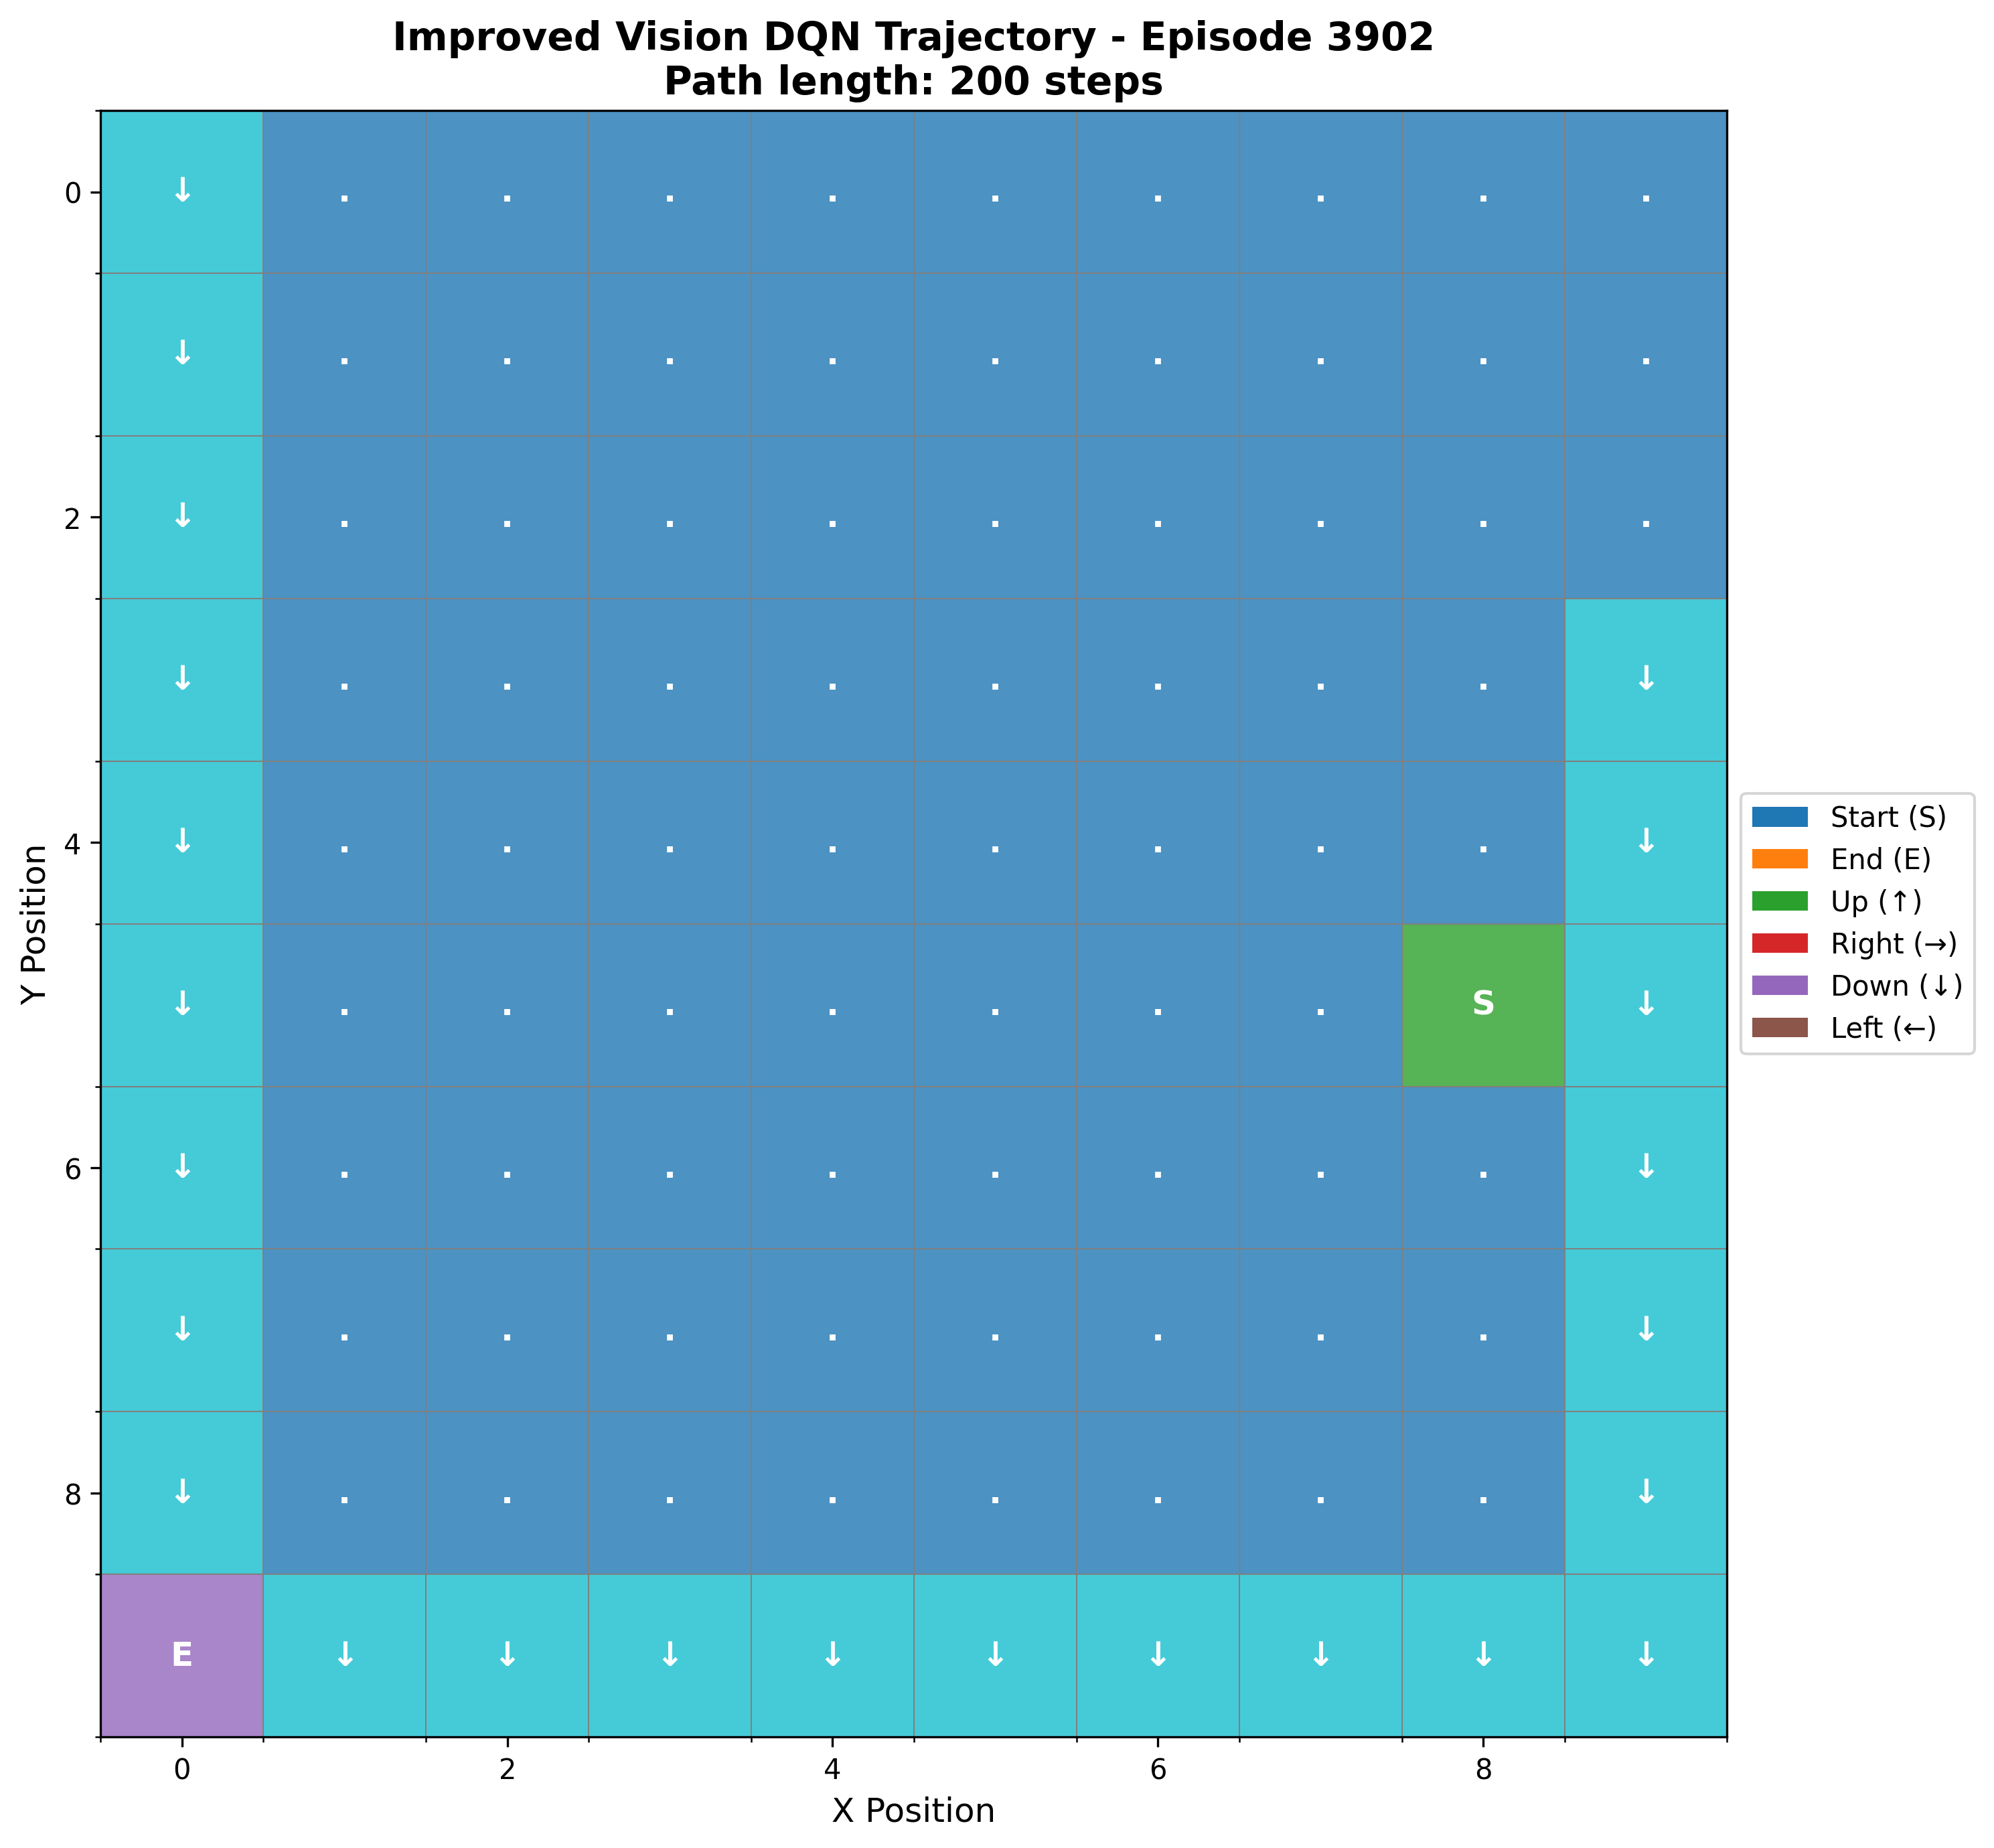 Improved Vision DQN Trajectory - Episode 3902
Path length: 200 steps
0 ↓ . . . . . . . . .
↓ . . . . . . . . .
2 ↓ . . . . . . . . .
↓ . . . . . . . . ↓
4 ↓ . . . . . . . . ↓
↓ . . . . . . . S ↓
6 ↓ . . . . . . . . ↓
↓ . . . . . . . . ↓
8 ↓ . . . . . . . . ↓
E ↓ ↓ ↓ ↓ ↓ ↓ ↓ ↓ ↓
0 2 4 6 8
X Position
Y Position
Start (S)
End (E)
Up (↑)
Right (→)
Down (↓)
Left (←)